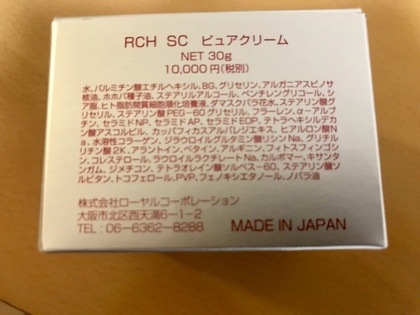 RCH SC ピュアクリーム
NET 30g
10,000円(税別)
水、パルミチン酸エチルヘキシル、BG、グリセリン、アルガニアスピノサ
核油、ホホバ種子油、ステアリルアルコール、ペンチレングリコール、シ
ア脂、ヒト脂肪間質細胞順化培養液、ダマスクバラ花水、ステアリン酸グ
リセリル、ステアリン酸PEG-60グリセリル、フラーレン、α-アルブ
チン、セラミドNP、セラミドAP、セラミドEOP、テトラヘキシルデカ
ン酸アスコルビル、カッパフィカスアルバレジエキス、ヒアルロン酸N
a、水溶性コラーゲン、ジラウロイルグルタミン酸リシンNa、グリチル
リチン酸2K、アラントイン、ベタイン、アルギニン、フィトスフィンゴシ
ン、コレステロール、ラウロイルラクチレートNa、カルボマー、キサンタ
ンガム、ジメチコン、テトラオレイン酸ソルベス-60、ステアリン酸ソ
ルビタン、トコフェロール、PVP、フェノキシエタノール、ノバラ油
株式会社ローヤルコーポレーション
大阪市北区西天満6-1-2
TEL:06-6362-8288
MADE IN JAPAN